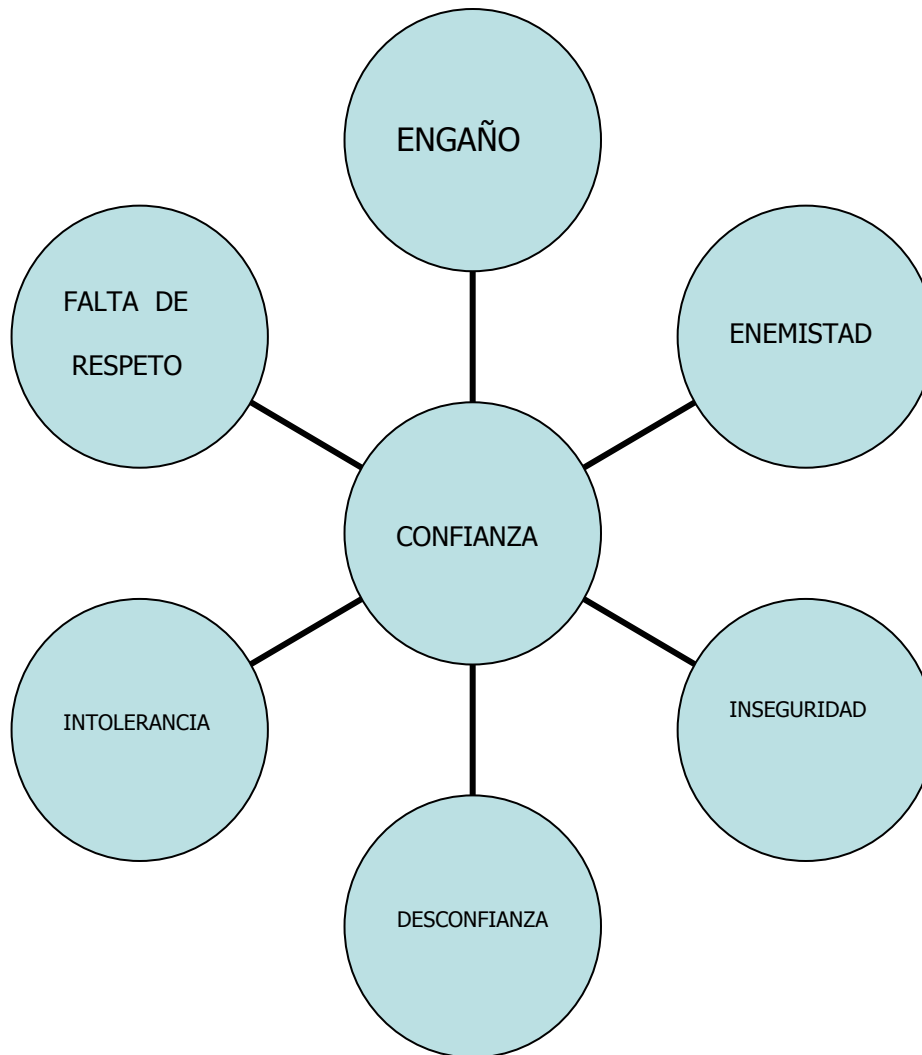 ENGAÑO
FALTA DE
RESPETO
ENEMISTAD
CONFIANZA
INTOLERANCIA
INSEGURIDAD
DESCONFIANZA